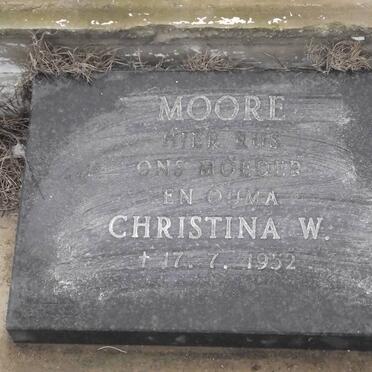 MOORE
HIER RUS
ONS MOEDER
EN OUMA
CHRISTINA W.
† 17. 7. 1952